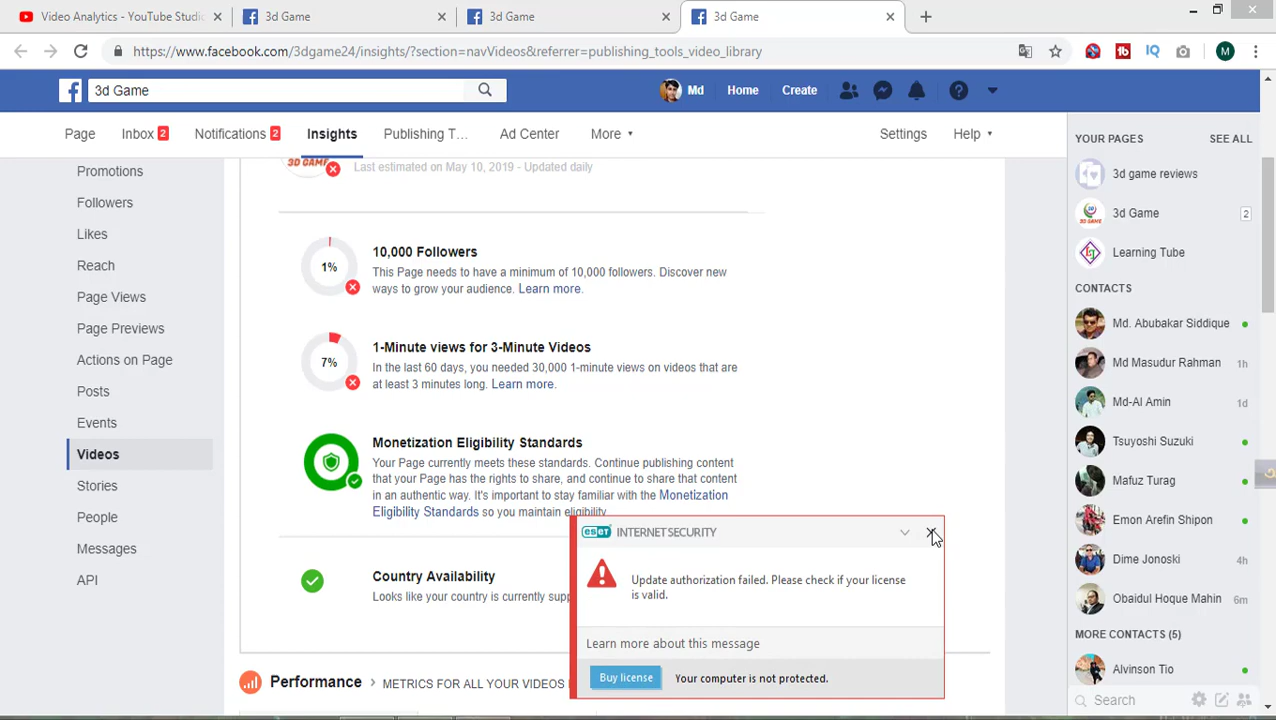 Video Analytics - YouTube Studi
3d Game
3d Game
3d Game
https://www.facebook.com/3dgame24/insights/?section=navVideos&referrer=publishing_tools_video_library
M
3d Game
Md
Home
Create
Page
Inbox 2
Notifications 2
Insights
Publishing T...
Ad Center
More
Settings
Help
Promotions
Followers
Likes
Reach
Page Views
Page Previews
Actions on Page
Posts
Events
Videos
Stories
People
Messages
API
3D GAME
Last estimated on May 10, 2019 - Updated daily
1%
10,000 Followers
This Page needs to have a minimum of 10,000 followers. Discover new
ways to grow your audience. Learn more.
7%
1-Minute views for 3-Minute Videos
In the last 60 days, you needed 30,000 1-minute views on videos that are
at least 3 minutes long. Learn more.
Monetization Eligibility Standards
Your Page currently meets these standards. Continue publishing content
that your Page has the rights to share, and continue to share that content
in an authentic way. It's important to stay familiar with the Monetization
Eligibility Standards so you maintain eligibility.
Country Availability
Looks like your country is currently supp
Performance
METRICS FOR ALL YOUR VIDEOS
eset INTERNET SECURITY
Update authorization failed. Please check if your license
is valid.
Learn more about this message
Buy license
Your computer is not protected.
YOUR PAGES
SEE ALL
3d game reviews
3d Game
2
Learning Tube
CONTACTS
Md. Abubakar Siddique
Md Masudur Rahman 1h
Md-Al Amin 1d
Tsuyoshi Suzuki
Mafuz Turag
Emon Arefin Shipon
Dime Jonoski 4h
Obaidul Hoque Mahin 6m
MORE CONTACTS (5)
Alvinson Tio
Search